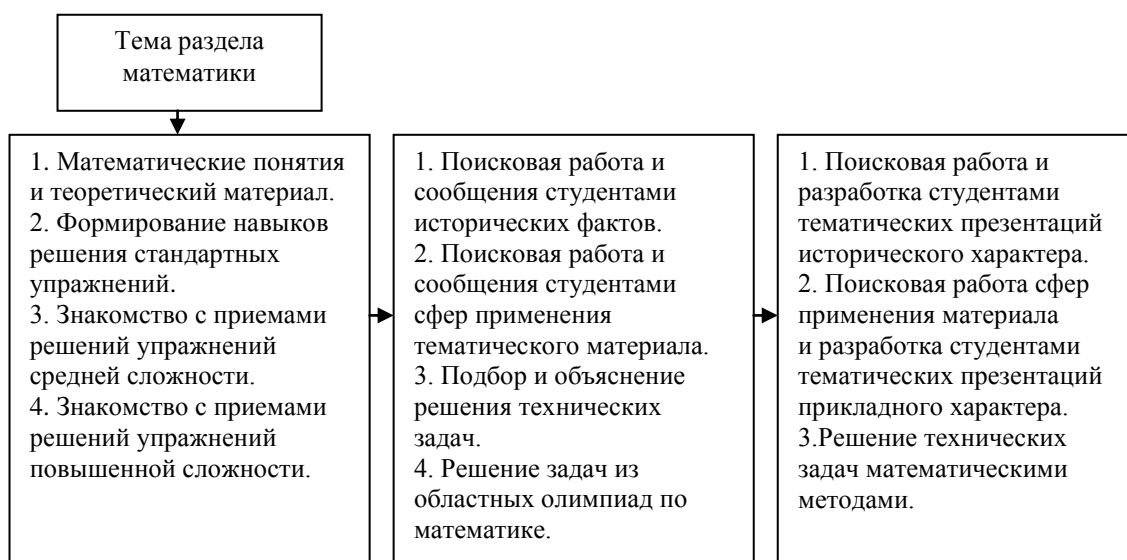 Тема раздела
математики
1. Математические понятия
и теоретический материал.
2. Формирование навыков
решения стандартных
упражнений.
3. Знакомство с приемами
решений упражнений
средней сложности.
4. Знакомство с приемами
решений упражнений
повышенной сложности.
1. Поисковая работа и
сообщения студентами
исторических фактов.
2. Поисковая работа и
сообщения студентами
сфер применения
тематического материала.
3. Подбор и объяснение
решения технических
задач.
4. Решение задач из
областных олимпиад по
математике.
1. Поисковая работа и
разработка студентами
тематических презентаций
исторического характера.
2. Поисковая работа сфер
применения материала
и разработка студентами
тематических презентаций
прикладного характера.
3.Решение технических
задач математическими
методами.